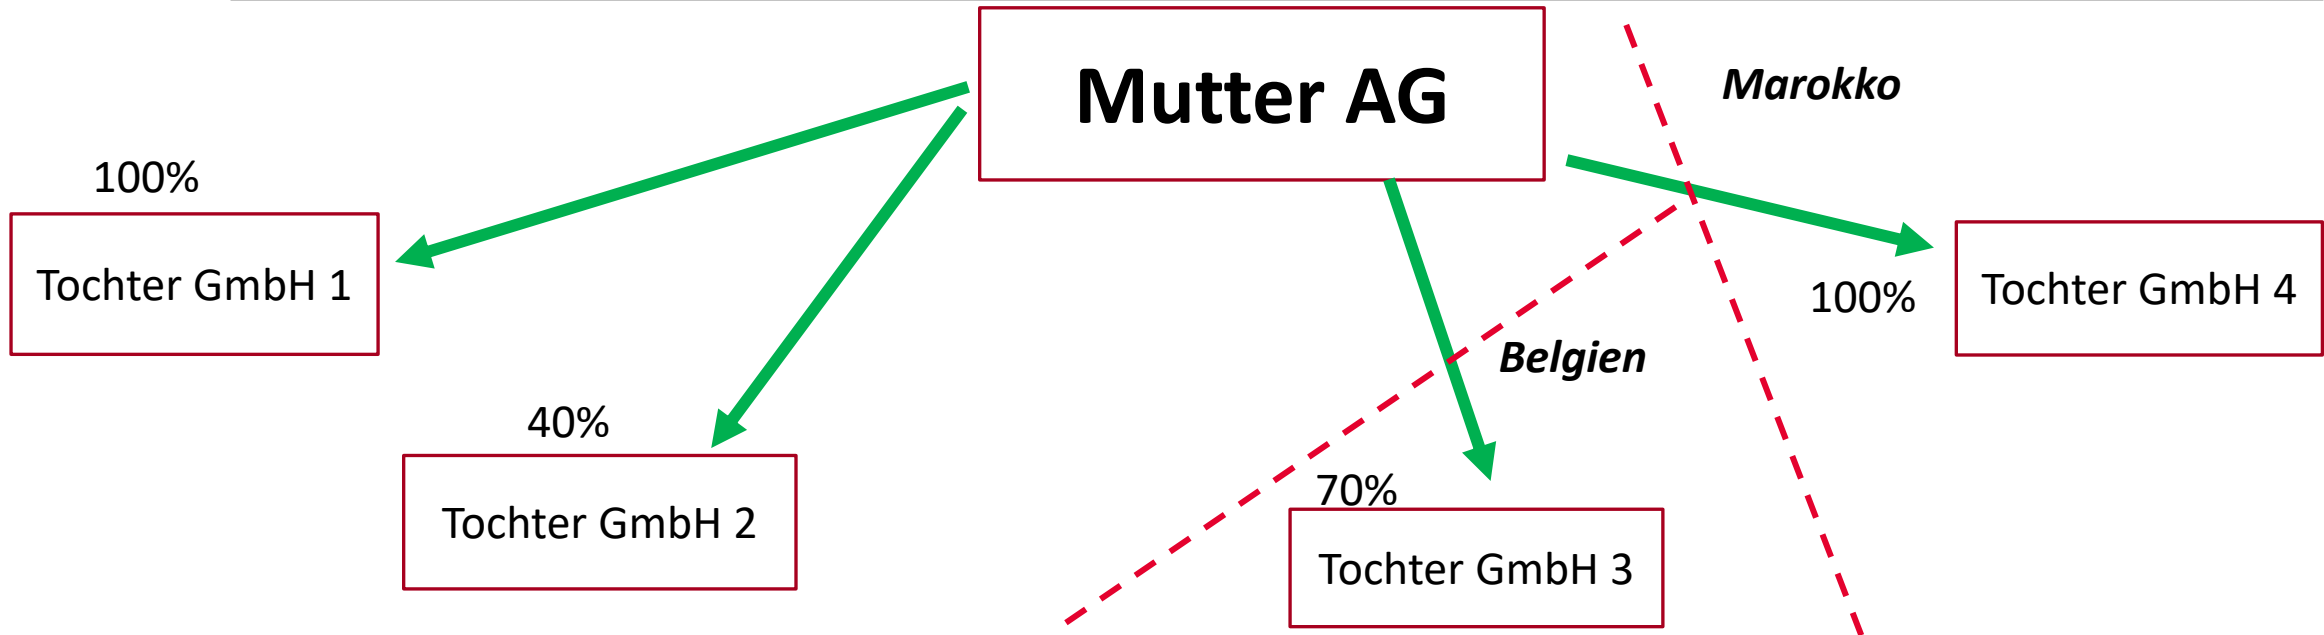 Mutter AG
Marokko
100%
Tochter GmbH 1
100%
Tochter GmbH 4
Belgien
40%
Tochter GmbH 2
70%
Tochter GmbH 3